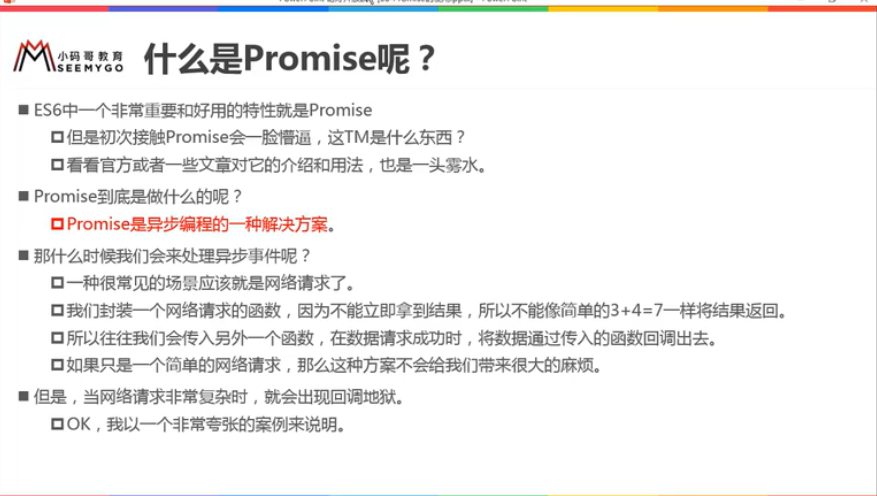 小码哥教育
SEEMYGO
什么是Promise呢？
■ ES6中一个非常重要和好用的特性就是Promise
但是初次接触Promise会一脸懵逼，这TM是什么东西？
看看官方或者一些文章对它的介绍和用法，也是一头雾水。
■ Promise到底是做什么的呢？
Promise是异步编程的一种解决方案。
■ 那什么时候我们会来处理异步事件呢？
一种很常见的场景应该就是网络请求了。
我们封装一个网络请求的函数，因为不能立即拿到结果，所以不能像简单的3+4=7一样将结果返回。
所以往往我们会传入另外一个函数，在数据请求成功时，将数据通过传入的函数回调出去。
如果只是一个简单的网络请求，那么这种方案不会给我们带来很大的麻烦。
■ 但是，当网络请求非常复杂时，就会出现回调地狱。
OK，我以一个非常夸张的案例来说明。